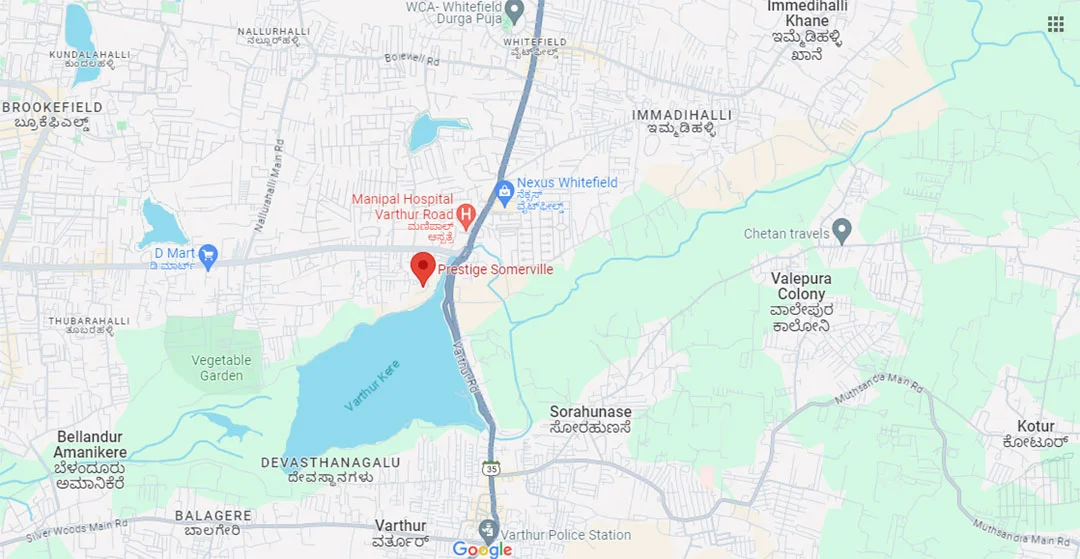 WCA- Whitefield
Durga Puja
Immedihalli
Khane
ಇಮ್ಮೆಡಿಹಳ್ಳಿ
ಖಾನೆ
NALLURHALLI
ನಲ್ಲೂರ್‌ಹಳ್ಳಿ
WHITEFIELD
ವೈಟ್‌ಫೀಲ್ಡ್
KUNDALAHALLI
ಕುಂದಲಹಳ್ಳಿ
Borewell Rd
BROOKEFIELD
ಬ್ರೂಕೆಫಿಎಲ್ಡ್
IMMADIHALLI
ಇಮ್ಮಡಿಹಳ್ಳಿ
Nallurahalli Main Rd
Nexus Whitefield
ನೆಕ್ಸಸ್
ವೈಟ್‌ಫೀಲ್ಡ್
Manipal Hospital
Varthur Road
ಮಣಿಪಾಲ್
ಆಸ್ಪತ್ರೆ
Chetan travels
D Mart
ಡಿ ಮಾರ್ಟ್
Prestige Somerville
Valepura
Colony
ವಾಲೇಪುರ
ಕಾಲೋನಿ
THUBARAHALLI
ತೂಬರಹಳ್ಳಿ
Vegetable
Garden
Varthur Kere
Varthur Rd
Muthsandra Main Rd
Sorahunase
ಸೋರಹುಣಸೆ
Kotur
ಕೋಟೂರ್
Bellandur
Amanikere
ಬೆಳಂದೂರು
ಅಮಾನಿಕೆರೆ
DEVASTHANAGALU
ದೇವಸ್ಥಾನಗಳು
35
Silver Woods Main Rd
BALAGERE
ಬಾಲಗೇರಿ
Varthur
ವರ್ತೂರ್
Varthur Police Station
Muthsandra Main Rd
Google